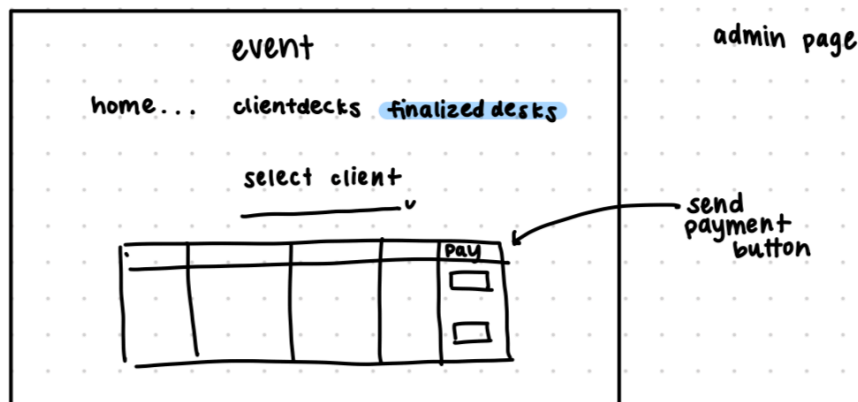 event
admin page
home... clientdecks finalized desks
select client
pay
send
payment
button